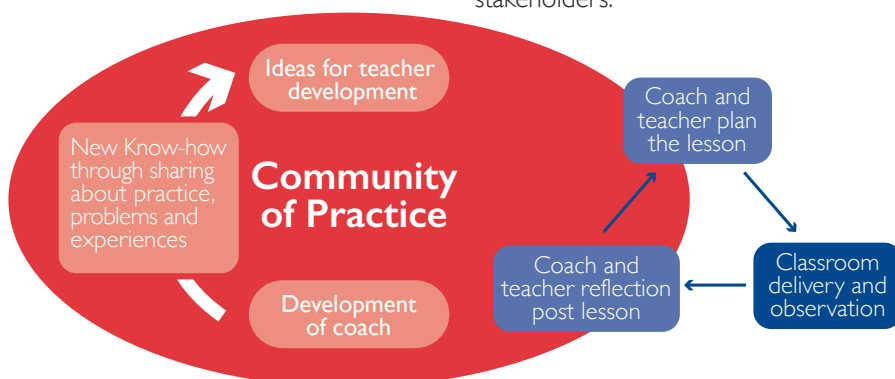 stakeholders.
Ideas for teacher
development
New Know-how
through sharing
about practice,
problems and
experiences
Community
of Practice
Development
of coach
Coach and
teacher plan
the lesson
Classroom
delivery and
observation
Coach and
teacher reflection
post lesson